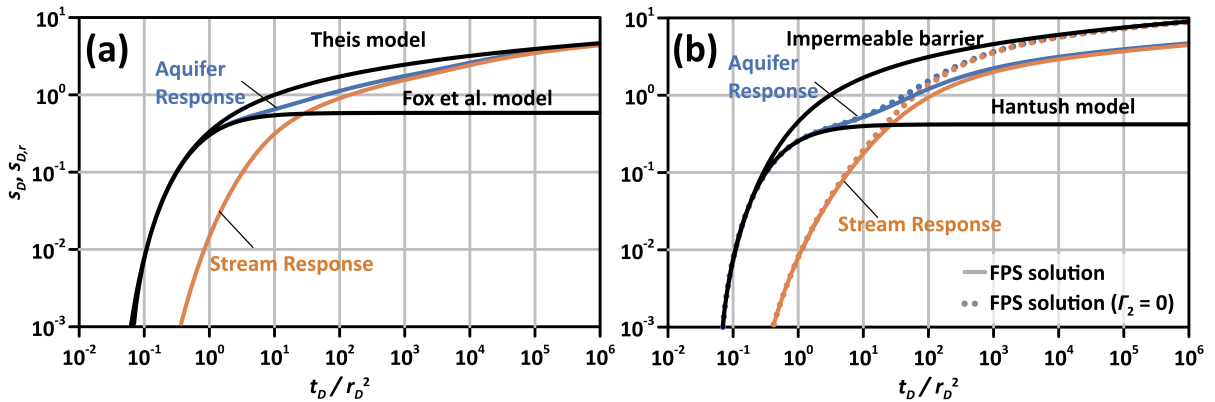 (a)
Theis model
Aquifer
Response
Fox et al. model
Stream Response
s_D, s_{D,r}
10^1
10^0
10^-1
10^-2
10^-3
10^-2 10^-1 10^0 10^1 10^2 10^3 10^4 10^5 10^6
t_D / r_D^2
(b)
Impermeable barrier
Aquifer
Response
Hantush model
Stream Response
FPS solution
FPS solution (Γ_2 = 0)
10^1
10^0
10^-1
10^-2
10^-3
10^-2 10^-1 10^0 10^1 10^2 10^3 10^4 10^5 10^6
t_D / r_D^2